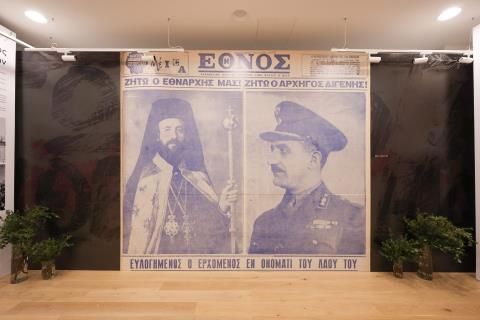 ΕΘΝΟΣ
ΖΗΤΩ Ο ΕΘΝΑΡΧΗΣ ΜΑΣ!
ΖΗΤΩ Ο ΑΡΧΗΓΟΣ ΔΙΓΕΝΗΣ!
ΕΥΛΟΓΗΜΕΝΟΣ Ο ΕΡΧΟΜΕΝΟΣ ΕΝ ΟΝΟΜΑΤΙ ΤΟΥ ΛΑΟΥ ΤΟΥ